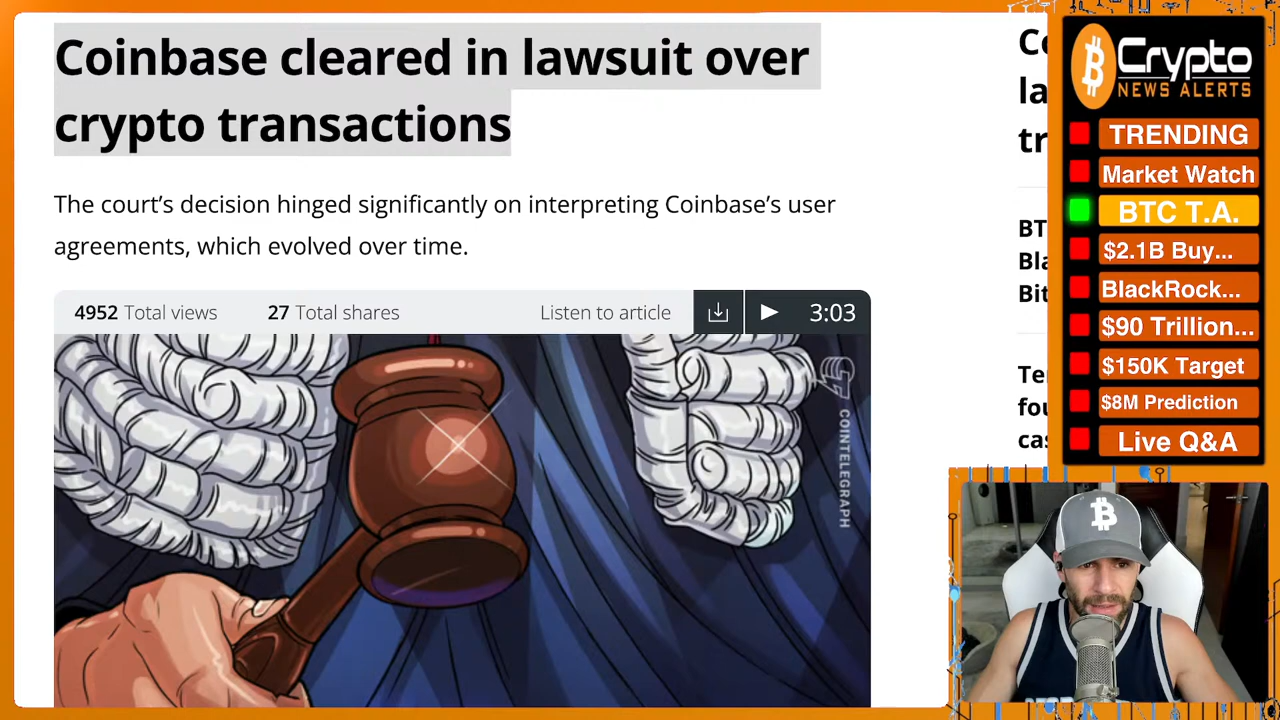 Coinbase cleared in lawsuit over
crypto transactions
The court's decision hinged significantly on interpreting Coinbase's user
agreements, which evolved over time.
4952 Total views
27 Total shares
Listen to article
3:03
COINTELEGRAPH
Crypto
NEWS ALERTS
TRENDING
Market Watch
BTC T.A.
$2.1B Buy...
BlackRock...
$90 Trillion...
$150K Target
$8M Prediction
Live Q&A